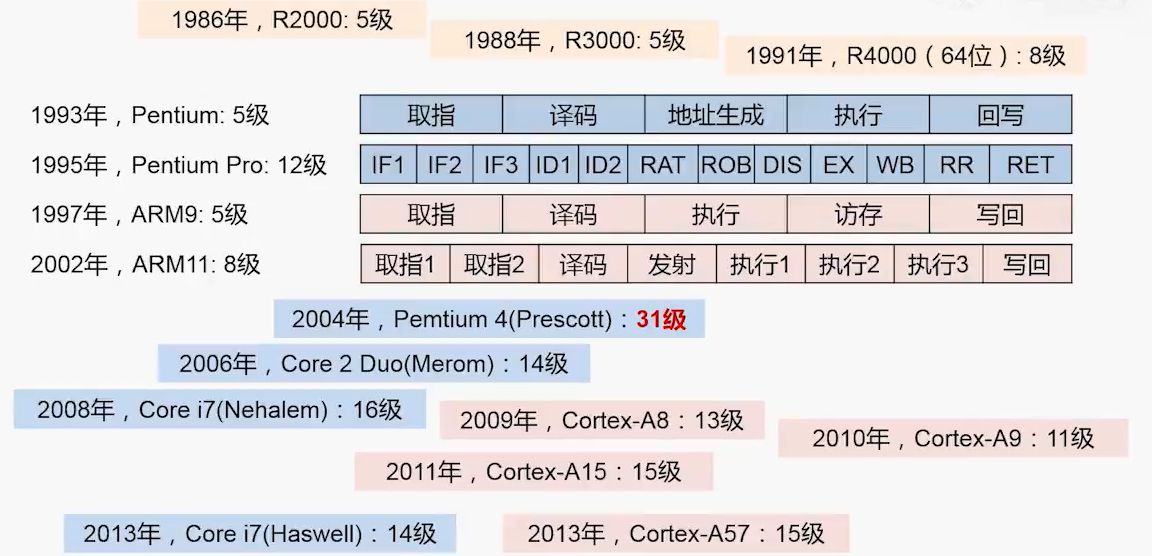 1986年，R2000: 5级
1988年，R3000: 5级
1991年，R4000（64位）: 8级
1993年，Pentium: 5级 取指 译码 地址生成 执行 回写
1995年，Pentium Pro: 12级 IF1 IF2 IF3 ID1 ID2 RAT ROB DIS EX WB RR RET
1997年，ARM9: 5级 取指 译码 执行 访存 写回
2002年，ARM11: 8级 取指1 取指2 译码 发射 执行1 执行2 执行3 写回
2004年，Pemtium 4(Prescott)：31级
2006年，Core 2 Duo(Merom)：14级
2008年，Core i7(Nehalem)：16级
2009年，Cortex-A8：13级
2010年，Cortex-A9：11级
2011年，Cortex-A15：15级
2013年，Core i7(Haswell)：14级
2013年，Cortex-A57：15级